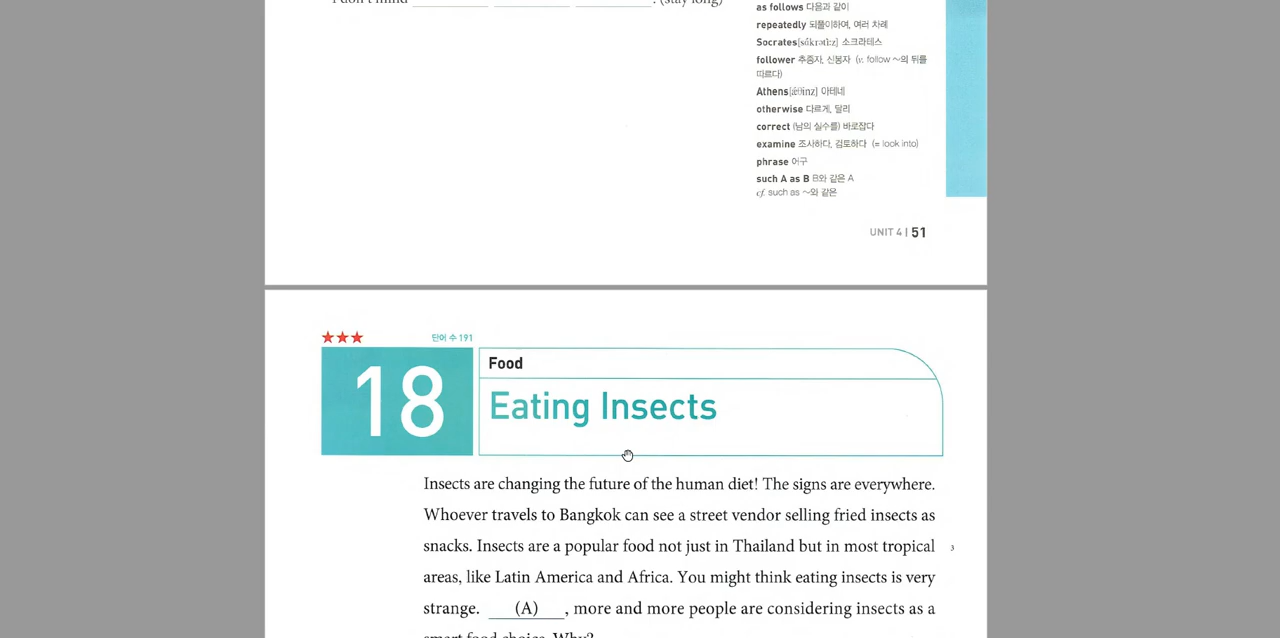 I don't mind ________ ________ ________. (stay long)
as follows 다음과 같이
repeatedly 되풀이하여, 여러 차례
Socrates[sákrətìːz] 소크라테스
follower 추종자, 신봉자 (v. follow ~의 뒤를
따르다)
Athens[ǽθinz] 아테네
otherwise 다르게, 달리
correct (남의 실수를) 바로잡다
examine 조사하다, 검토하다 (= look into)
phrase 어구
such A as B B와 같은 A
cf. such as ~와 같은
UNIT 4 | 51
★★★ 단어 수 191
18
Food
Eating Insects
Insects are changing the future of the human diet! The signs are everywhere.
Whoever travels to Bangkok can see a street vendor selling fried insects as
snacks. Insects are a popular food not just in Thailand but in most tropical 3
areas, like Latin America and Africa. You might think eating insects is very
strange. (A) , more and more people are considering insects as a
smart food choice. Why?